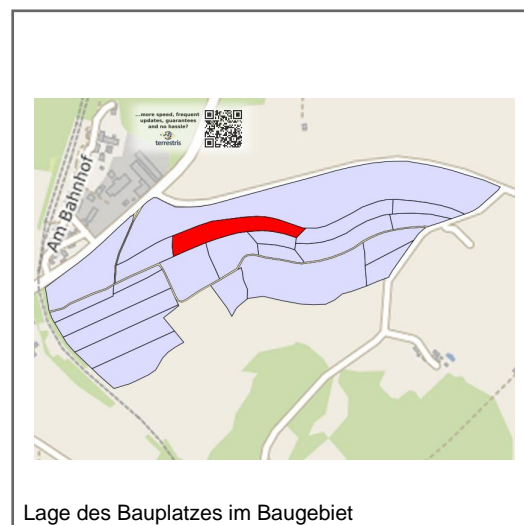 ...more speed, frequent
updates, guarantees
and no hassle?
terrestris
Am Bahnhof
Lage des Bauplatzes im Baugebiet